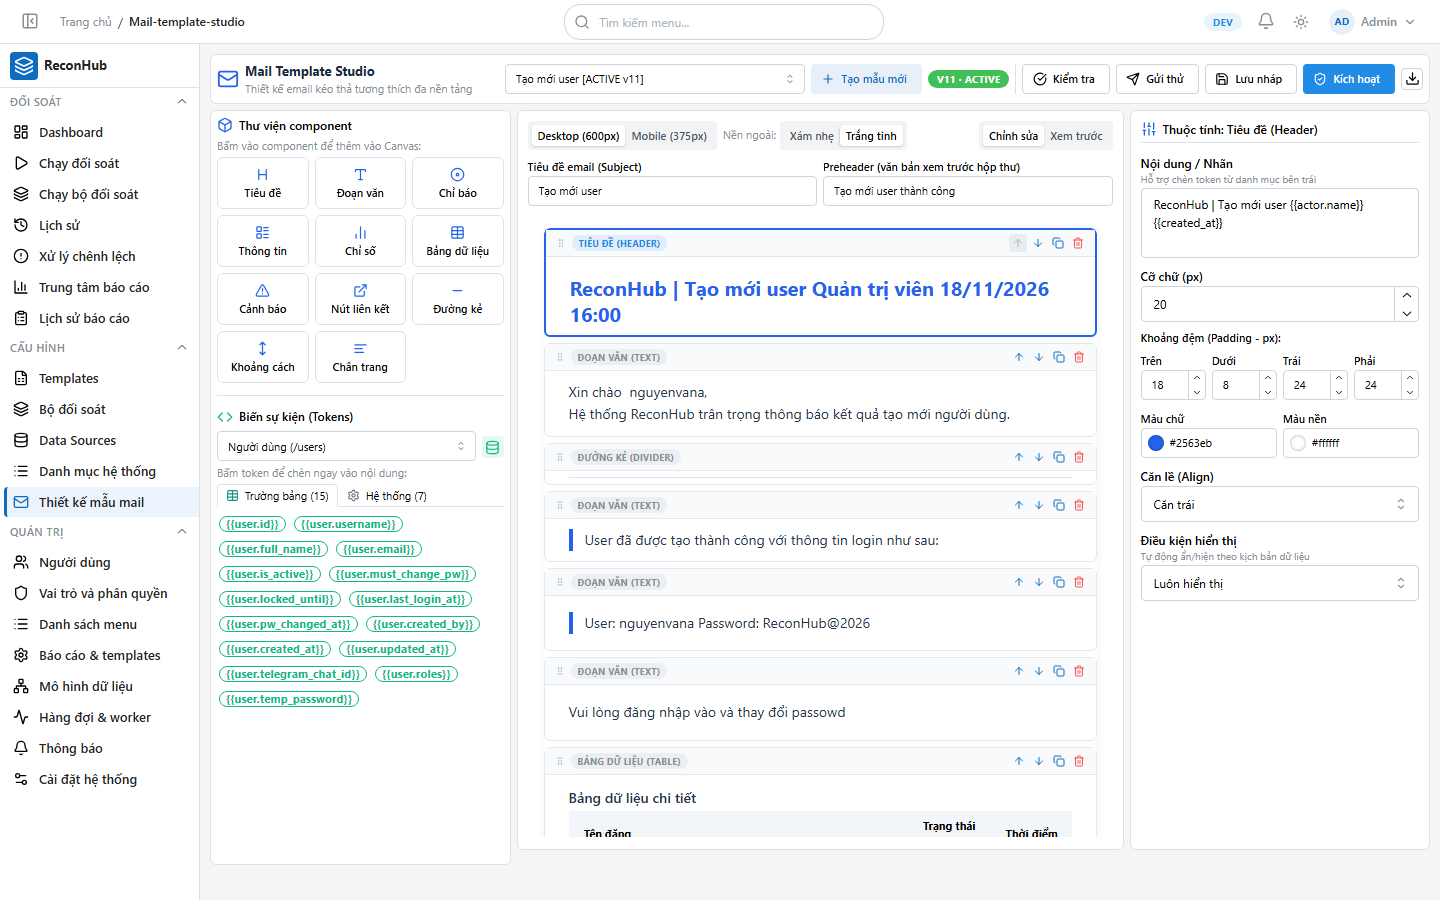 Trang chủ / Mail-template-studio
Tìm kiếm menu...
DEV
AD Admin
ReconHub
ĐỐI SOÁT
Dashboard
Chạy đối soát
Chạy bộ đối soát
Lịch sử
Xử lý chênh lệch
Trung tâm báo cáo
Lịch sử báo cáo
CẤU HÌNH
Templates
Bộ đối soát
Data Sources
Danh mục hệ thống
Thiết kế mẫu mail
QUẢN TRỊ
Người dùng
Vai trò và phân quyền
Danh sách menu
Báo cáo & templates
Mô hình dữ liệu
Hàng đợi & worker
Thông báo
Cài đặt hệ thống
Mail Template Studio
Thiết kế email kéo thả tương thích đa nền tảng
Tạo mới user [ACTIVE v11]
Tạo mẫu mới
V11 - ACTIVE
Kiểm tra
Gửi thử
Lưu nháp
Kích hoạt
Thư viện component
Bấm vào component để thêm vào Canvas:
Tiêu đề
Đoạn văn
Chỉ báo
Thông tin
Chỉ số
Bảng dữ liệu
Cảnh báo
Nút liên kết
Đường kẻ
Khoảng cách
Chân trang
Biến sự kiện (Tokens)
Người dùng (/users)
Bấm token để chèn ngay vào nội dung:
Trường bảng (15)
Hệ thống (7)
{{user.id}} {{user.username}}
{{user.full_name}} {{user.email}}
{{user.is_active}} {{user.must_change_pw}}
{{user.locked_until}} {{user.last_login_at}}
{{user.pw_changed_at}} {{user.created_by}}
{{user.created_at}} {{user.updated_at}}
{{user.telegram_chat_id}} {{user.roles}}
{{user.temp_password}}
Desktop (600px) Mobile (375px) Nền ngoài: Xám nhẹ Trắng tinh Chỉnh sửa Xem trước
Tiêu đề email (Subject)
Tạo mới user
Preheader (văn bản xem trước hộp thư)
Tạo mới user thành công
TIÊU ĐỀ (HEADER)
ReconHub | Tạo mới user Quản trị viên 18/11/2026
16:00
ĐOẠN VĂN (TEXT)
Xin chào  nguyenvana,
Hệ thống ReconHub trân trọng thông báo kết quả tạo mới người dùng.
ĐƯỜNG KẺ (DIVIDER)
ĐOẠN VĂN (TEXT)
User đã được tạo thành công với thông tin login như sau:
ĐOẠN VĂN (TEXT)
User: nguyenvana Password: ReconHub@2026
ĐOẠN VĂN (TEXT)
Vui lòng đăng nhập vào và thay đổi passowd
BẢNG DỮ LIỆU (TABLE)
Bảng dữ liệu chi tiết
Tên đăng
Trạng thái
Thời điểm
Thuộc tính: Tiêu đề (Header)
Nội dung / Nhãn
Hỗ trợ chèn token từ danh mục bên trái
ReconHub | Tạo mới user {{actor.name}}
{{created_at}}
Cỡ chữ (px)
20
Khoảng đệm (Padding - px):
Trên Dưới Trái Phải
18 8 24 24
Màu chữ Màu nền
#2563eb #ffffff
Căn lề (Align)
Căn trái
Điều kiện hiển thị
Tự động ẩn/hiện theo kịch bản dữ liệu
Luôn hiển thị